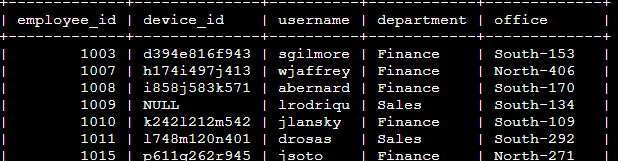 +-------------+--------------+----------+------------+-----------+
| employee_id | device_id | username | department | office |
+-------------+--------------+----------+------------+-----------+
| 1003 | d394e816f943 | sgilmore | Finance | South-153 |
| 1007 | h174i497j413 | wjaffrey | Finance | North-406 |
| 1008 | i858j583k571 | abernard | Finance | South-170 |
| 1009 | NULL | lrodriqu | Sales | South-134 |
| 1010 | k242l212m542 | jlansky | Finance | South-109 |
| 1011 | l748m120n401 | drosas | Sales | South-292 |
| 1015 | p611q262r945 | jsoto | Finance | North-271 |